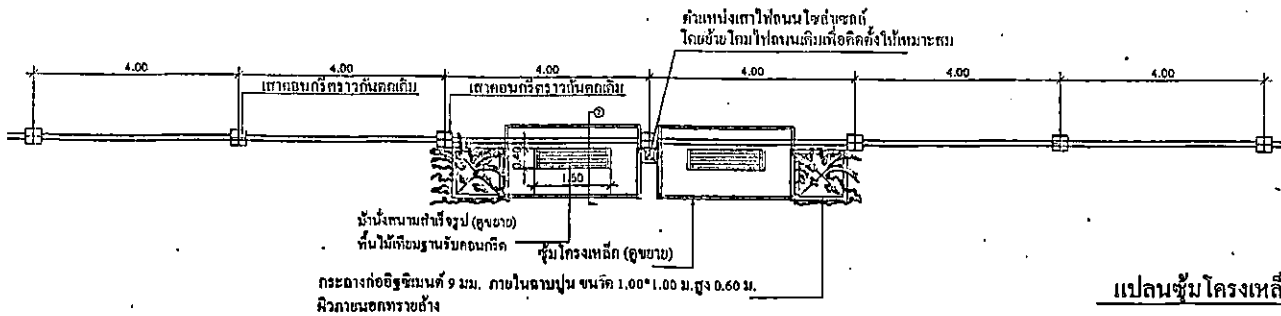 ตำแหน่งเสาไฟถนนโซล่าเซลล์
โดยย้ายโคมไฟถนนเดิมเพื่อติดตั้งให้เหมาะสม
4.00 4.00 4.00 4.00 4.00 4.00
เสาคอนกรีตราวกันตกเดิม เสาคอนกรีตราวกันตกเดิม
0.45
1.50
ม้านั่งสนามสำเร็จรูป (ดูขยาย)
พื้นไม้เทียมฐานรับคอนกรีต
ซุ้มโครงเหล็ก (ดูขยาย)
กระถางก่ออิฐซีเมนต์ 9 มม. ภายในฉาบปูน ขนาด 1.00*1.00 ม.สูง 0.60 ม.
ผิวภายนอกทรายล้าง
แปลนซุ้มโครงเหล็